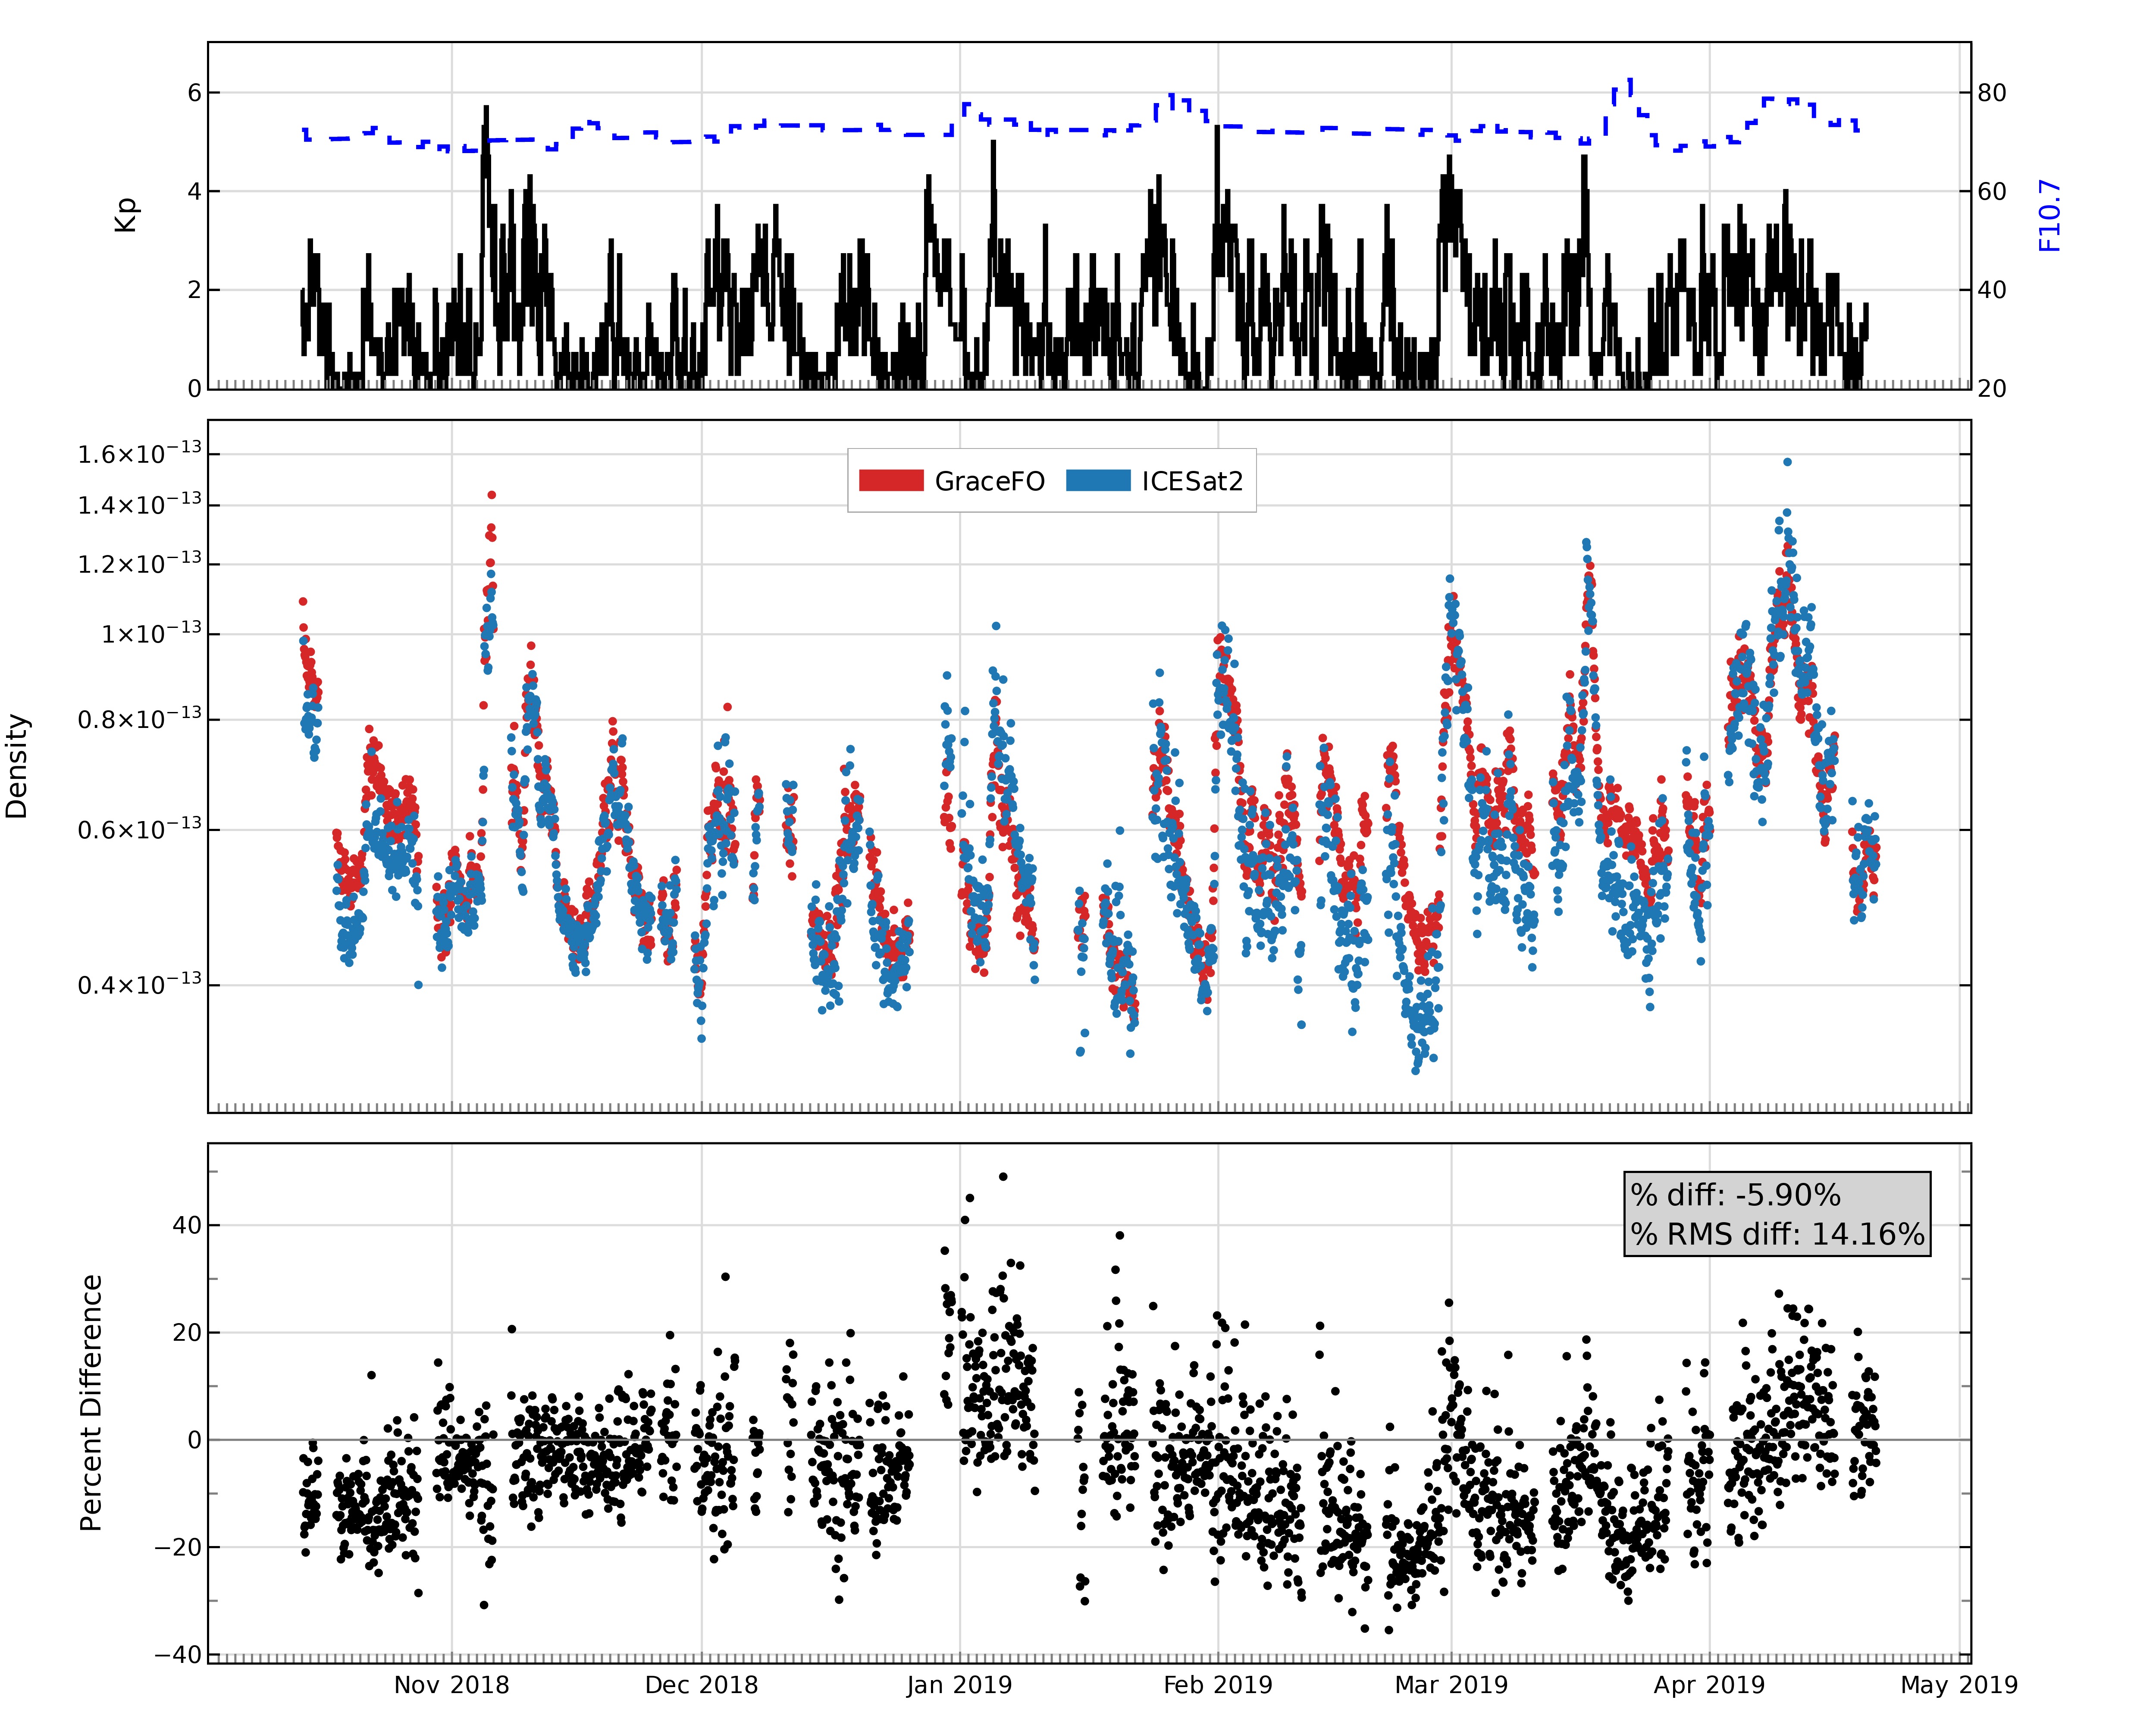 6
4
2
0
Kp
80
60
40
20
F10.7
1.6×10⁻¹³
1.4×10⁻¹³
1.2×10⁻¹³
1×10⁻¹³
0.8×10⁻¹³
0.6×10⁻¹³
0.4×10⁻¹³
Density
GraceFO ICESat2
40
20
0
−20
−40
Percent Difference
% diff: -5.90%
% RMS diff: 14.16%
Nov 2018 Dec 2018 Jan 2019 Feb 2019 Mar 2019 Apr 2019 May 2019